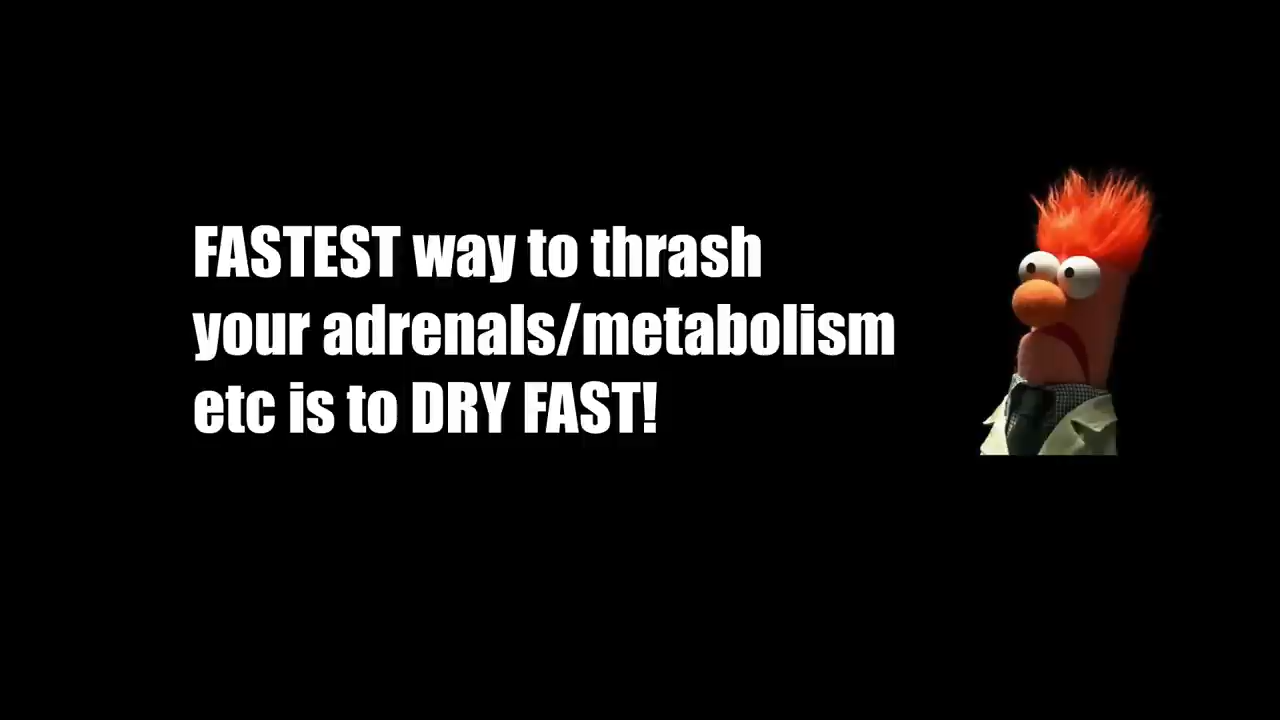 FASTEST way to thrash
your adrenals/metabolism
etc is to DRY FAST!